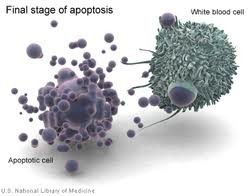 Final stage of apoptosis
White blood cell
Apoptotic cell
U.S. National Library of Medicine